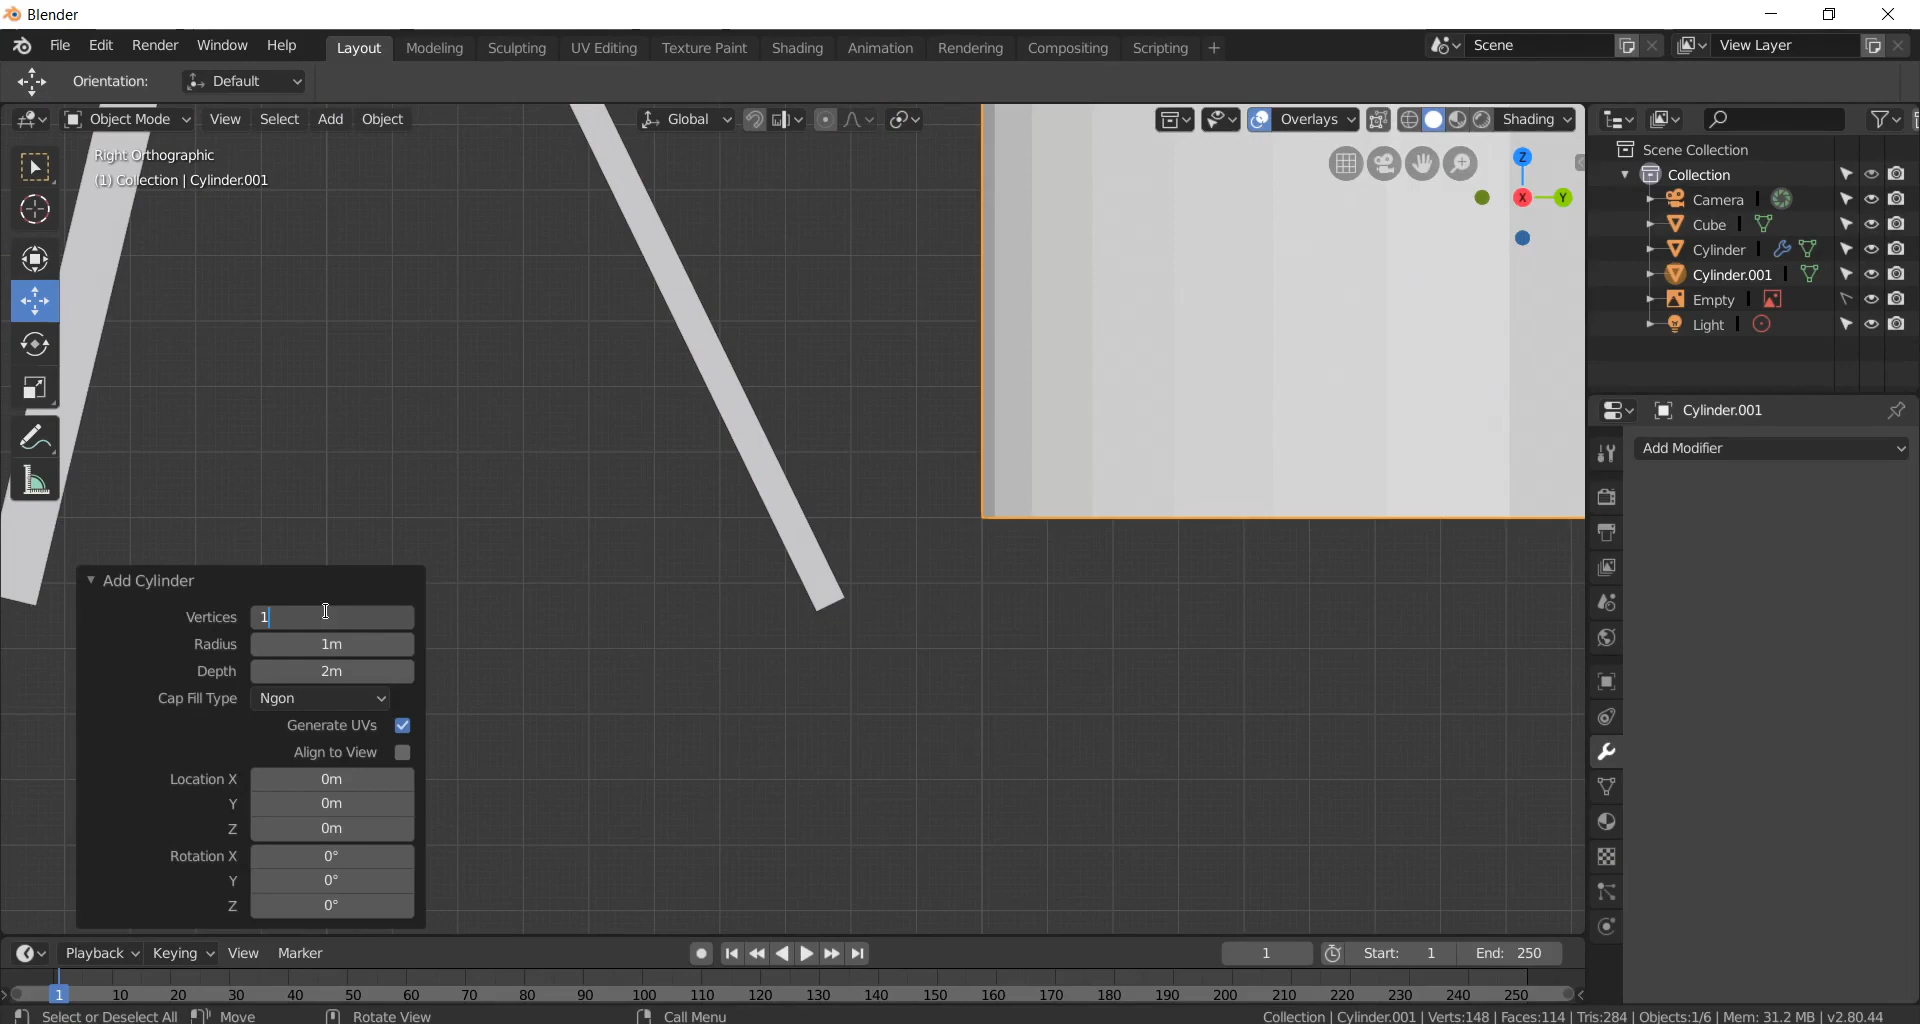 Blender
File Edit Render Window Help Layout Modeling Sculpting UV Editing Texture Paint Shading Animation Rendering Compositing Scripting + Scene View Layer
Orientation: Default
Object Mode View Select Add Object Global Overlays Shading
Right Orthographic
(1) Collection | Cylinder.001
Z
X
Y
Scene Collection
Collection
Camera
Cube
Cylinder
Cylinder.001
Empty
Light
Cylinder.001
Add Modifier
Add Cylinder
Vertices 1
Radius 1m
Depth 2m
Cap Fill Type Ngon
Generate UVs
Align to View
Location X 0m
Y 0m
Z 0m
Rotation X 0°
Y 0°
Z 0°
Playback Keying View Marker 1 Start: 1 End: 250
1 10 20 30 40 50 60 70 80 90 100 110 120 130 140 150 160 170 180 190 200 210 220 230 240 250
Select or Deselect All Move Rotate View Call Menu Collection | Cylinder.001 | Verts:148 | Faces:114 | Tris:284 | Objects:1/6 | Mem: 31.2 MB | v2.80.44